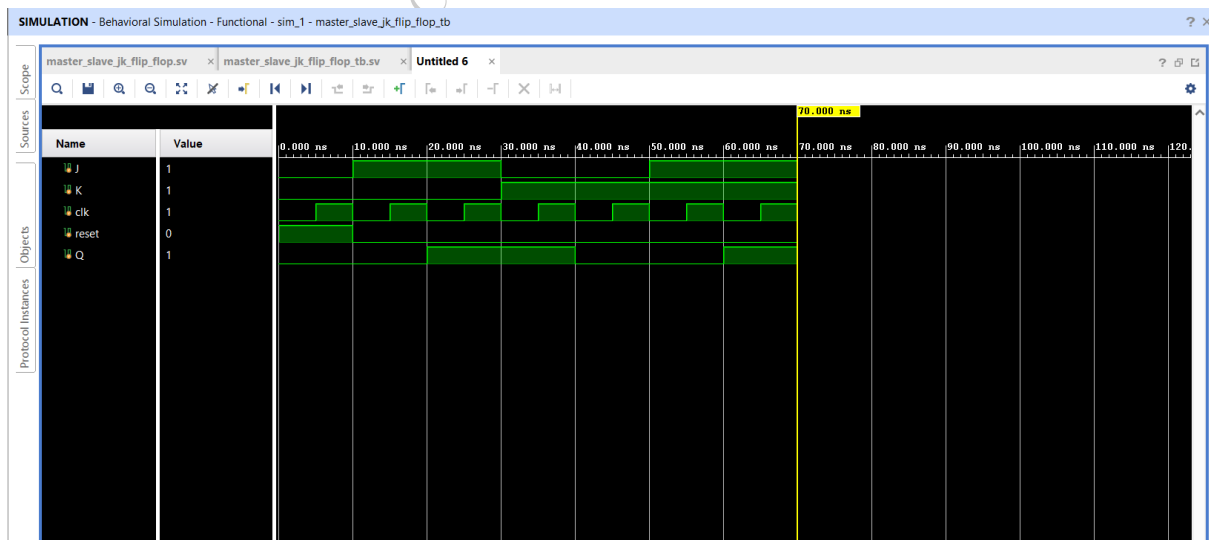 SIMULATION - Behavioral Simulation - Functional - sim_1 - master_slave_jk_flip_flop_tb ? ×
master_slave_jk_flip_flop.sv × master_slave_jk_flip_flop_tb.sv × Untitled 6 × ?
Scope
Sources
Objects
Protocol Instances
70.000 ns
Name Value
0.000 ns 10.000 ns 20.000 ns 30.000 ns 40.000 ns 50.000 ns 60.000 ns 70.000 ns 80.000 ns 90.000 ns 100.000 ns 110.000 ns 120.
J 1
K 1
clk 1
reset 0
Q 1